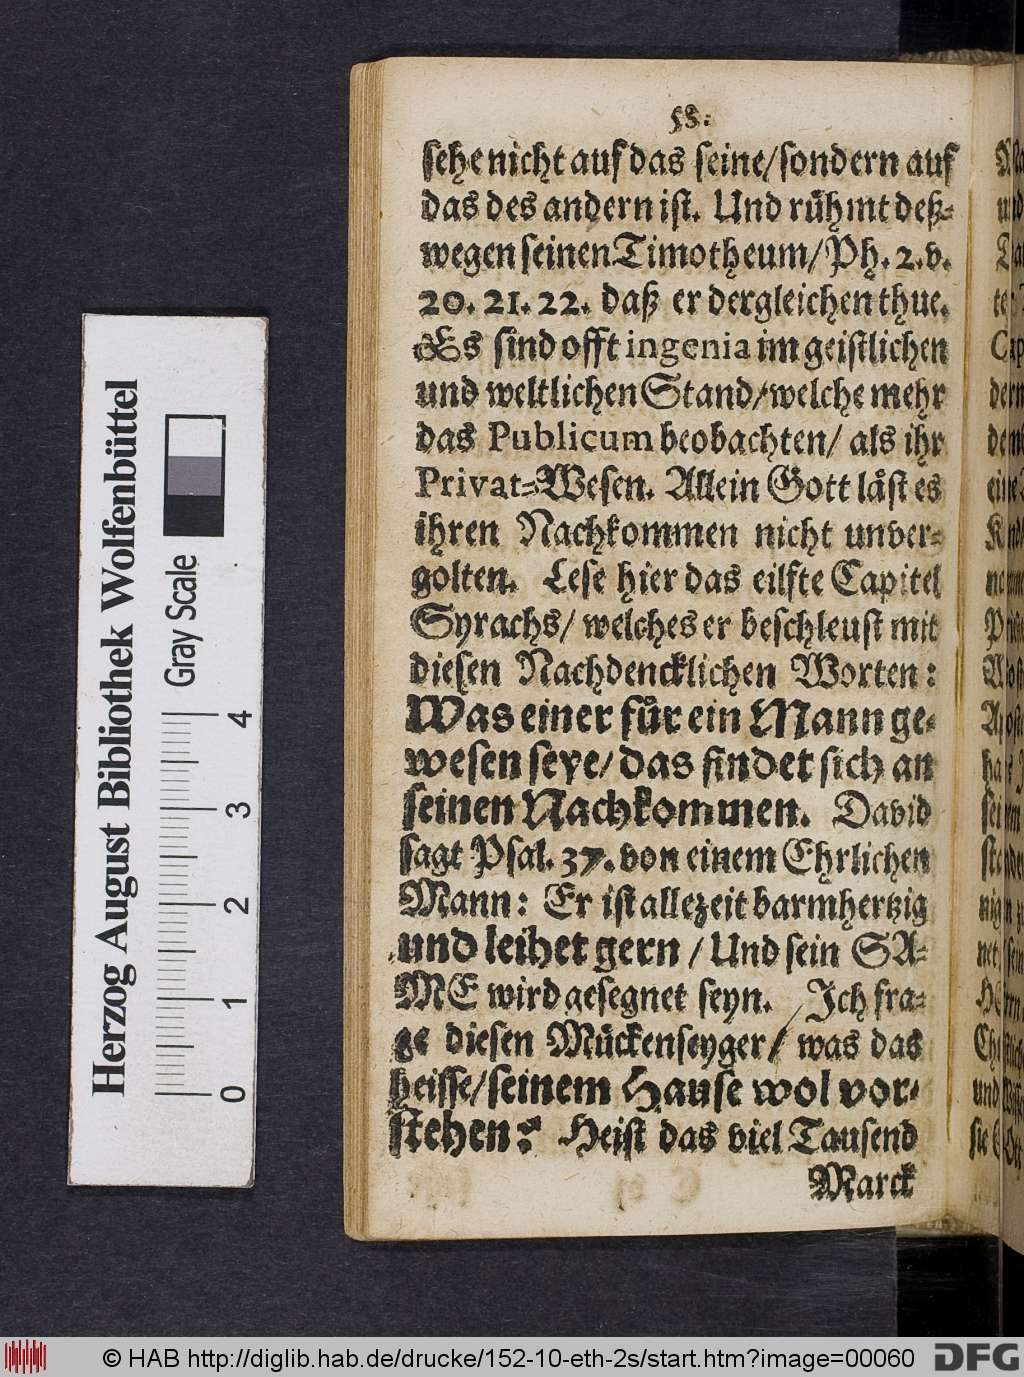 58.
sehe nicht auf das seine/sondern auf
das des andern ist. Und rühmt deß-
wegen seinen Timotheum/Ph. 2. v.
20. 21. 22. daß er dergleichen thue.
Es sind offt ingenia im geistlichen
und weltlichen Stand/welche mehr
das Publicum beobachten/ als ihr
Privat-Wesen. Allein Gott läst es
ihren Nachkommen nicht unver-
golten. Lese hier das eilfte Capitel
Syrachs/ welches er beschleust mit
diesen Nachdencklichen Worten:
Was einer für ein Mann ge-
wesen seye/das findet sich an
seinen Nachkommen. David
sagt Psal. 37. von einem Ehrlichen
Mann: Er ist allezeit barmhertzig
und leihet gern / Und sein SA-
ME wird gesegnet seyn. Ich fra-
ge diesen Mückenseyger/ was das
heisse/seinem Hause wol vor-
stehen? Heist das viel Tausend
Marck
Herzog August Bibliothek Wolfenbüttel
Gray Scale
0 1 2 3 4
© HAB http://diglib.hab.de/drucke/152-10-eth-2s/start.htm?image=00060
DFG